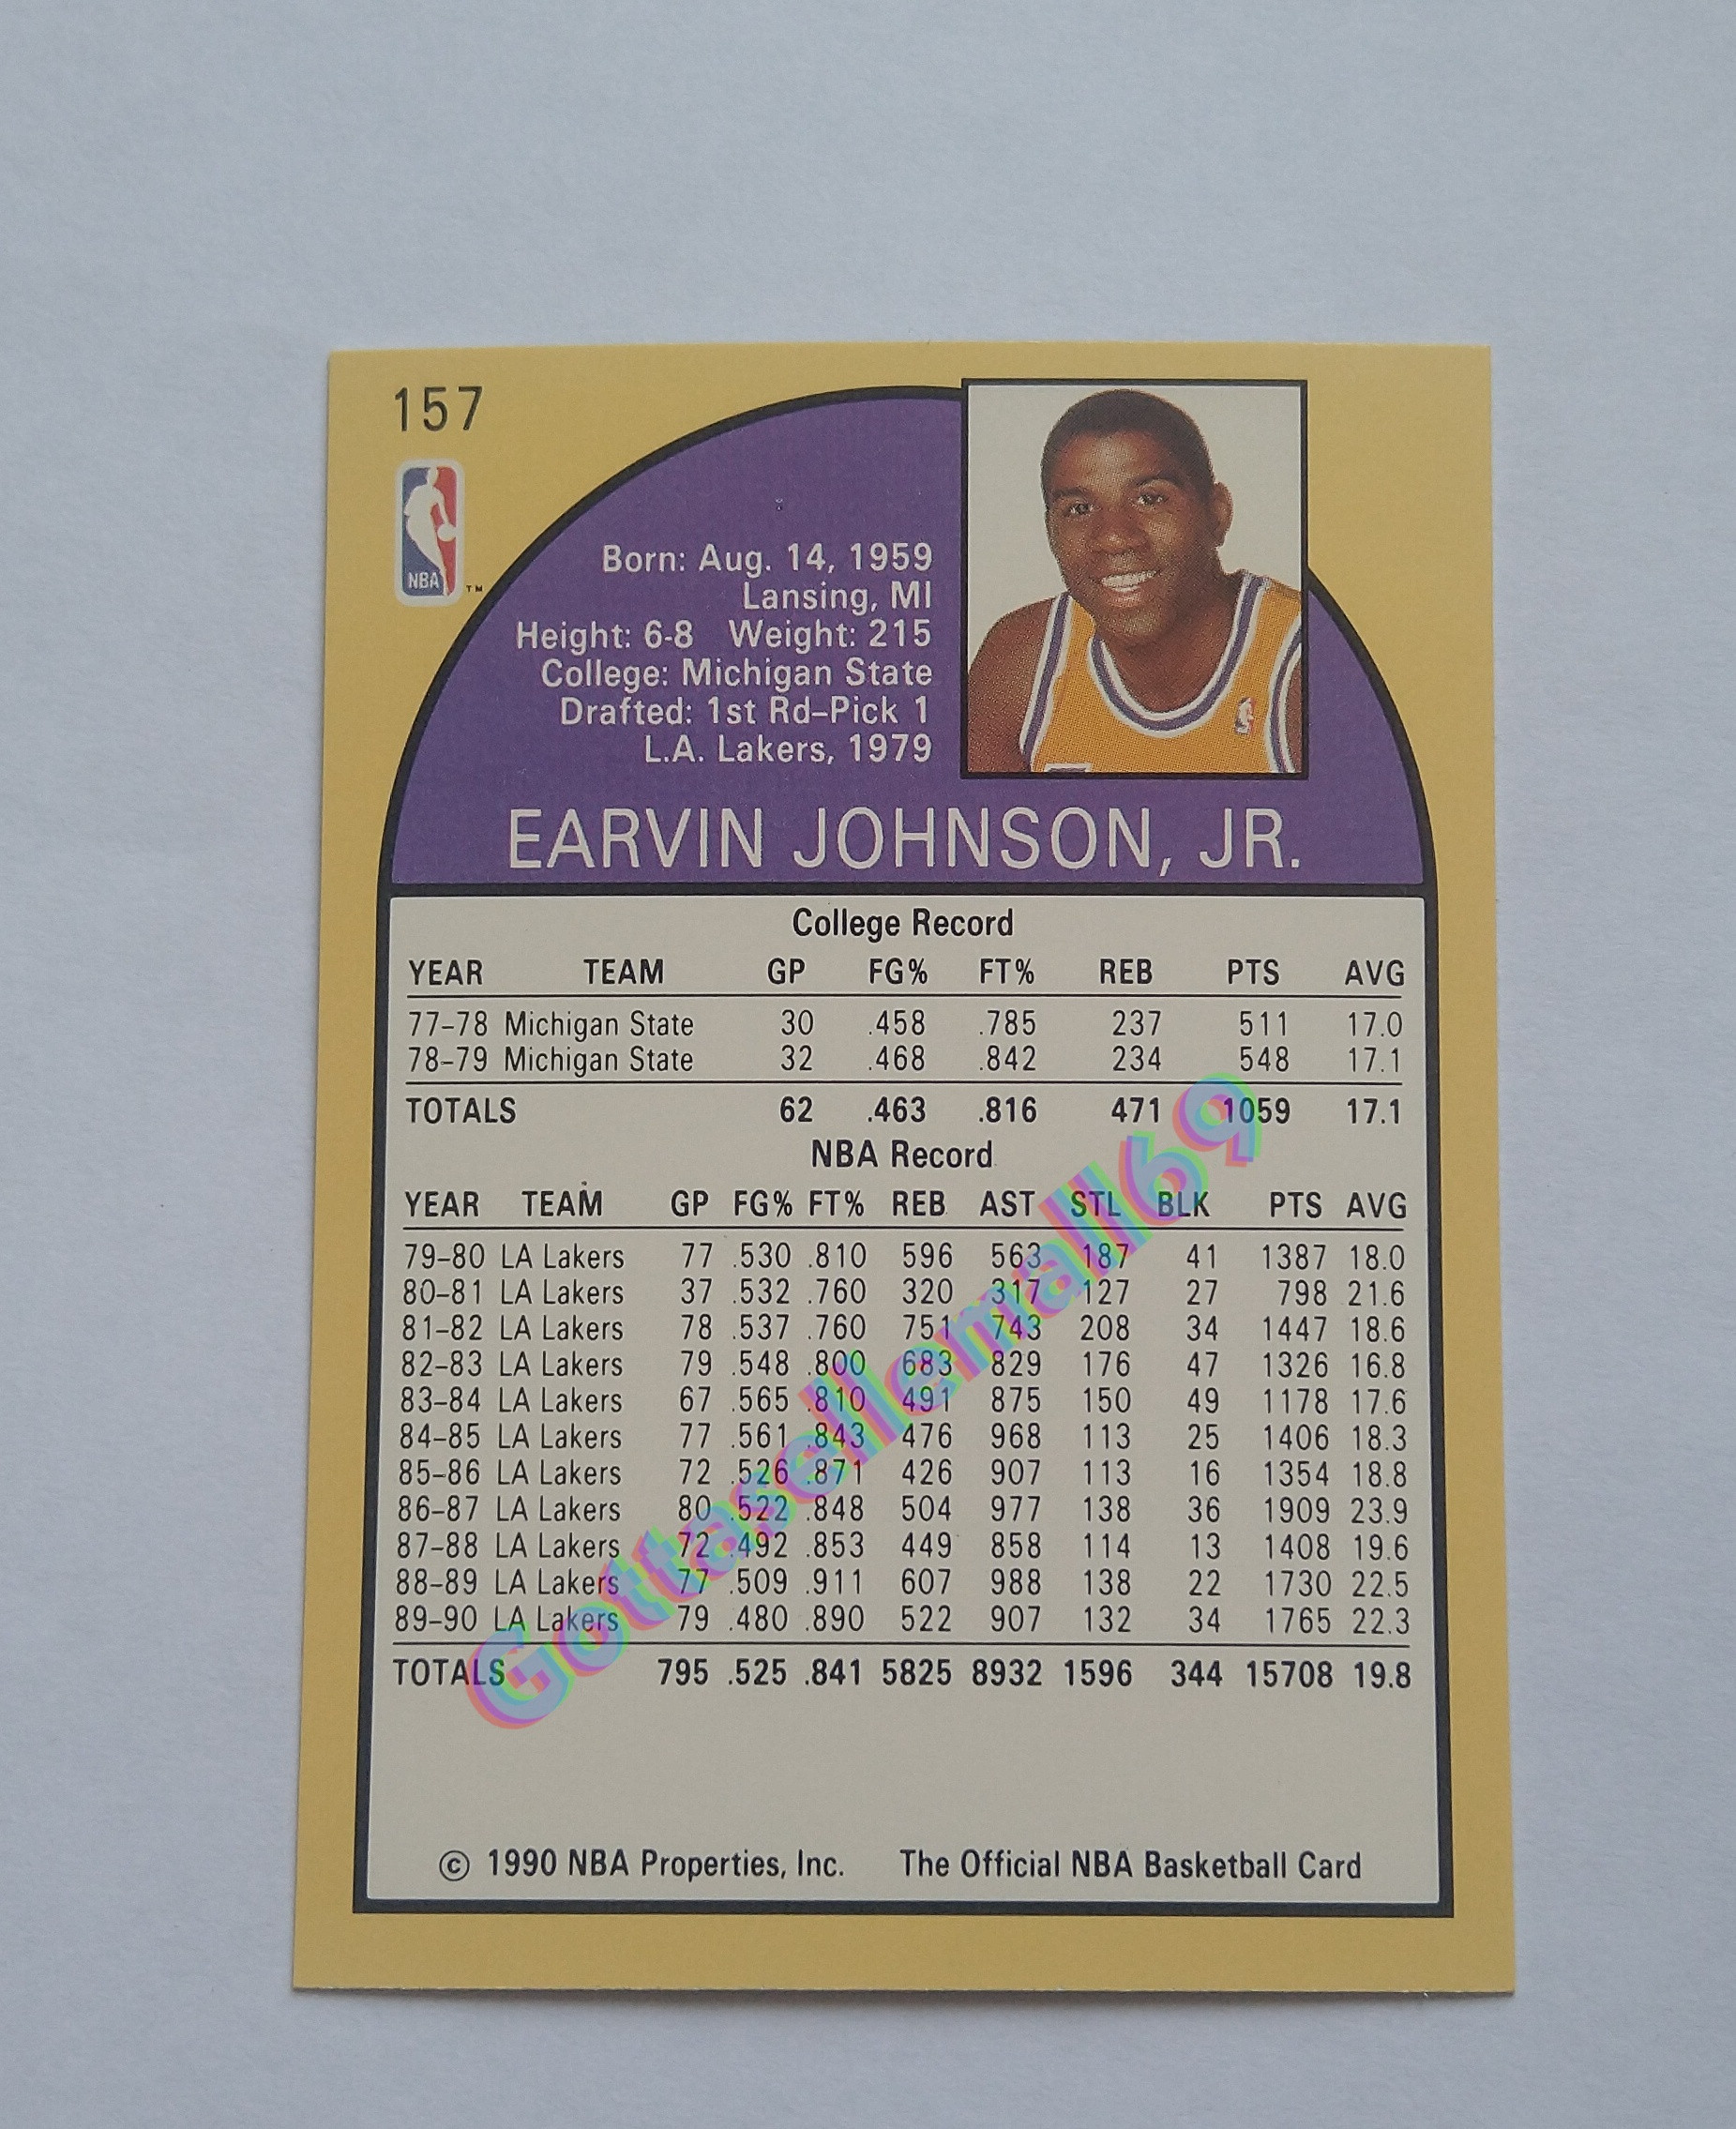 157
NBA ™
Born: Aug. 14, 1959
Lansing, MI
Height: 6-8 Weight: 215
College: Michigan State
Drafted: 1st Rd–Pick 1
L.A. Lakers, 1979
EARVIN JOHNSON, JR.
College Record
YEAR TEAM GP FG% FT% REB PTS AVG
77–78 Michigan State 30 .458 .785 237 511 17.0
78–79 Michigan State 32 .468 .842 234 548 17.1
TOTALS 62 .463 .816 471 1059 17.1
NBA Record
YEAR TEAM GP FG% FT% REB AST STL BLK PTS AVG
79–80 LA Lakers 77 .530 .810 596 563 187 41 1387 18.0
80–81 LA Lakers 37 .532 .760 320 317 127 27 798 21.6
81–82 LA Lakers 78 .537 .760 751 743 208 34 1447 18.6
82–83 LA Lakers 79 .548 .800 683 829 176 47 1326 16.8
83–84 LA Lakers 67 .565 .810 491 875 150 49 1178 17.6
84–85 LA Lakers 77 .561 .843 476 968 113 25 1406 18.3
85–86 LA Lakers 72 .526 .871 426 907 113 16 1354 18.8
86–87 LA Lakers 80 .522 .848 504 977 138 36 1909 23.9
87–88 LA Lakers 72 .492 .853 449 858 114 13 1408 19.6
88–89 LA Lakers 77 .509 .911 607 988 138 22 1730 22.5
89–90 LA Lakers 79 .480 .890 522 907 132 34 1765 22.3
TOTALS 795 .525 .841 5825 8932 1596 344 15708 19.8
Gottasellemall69
© 1990 NBA Properties, Inc. The Official NBA Basketball Card